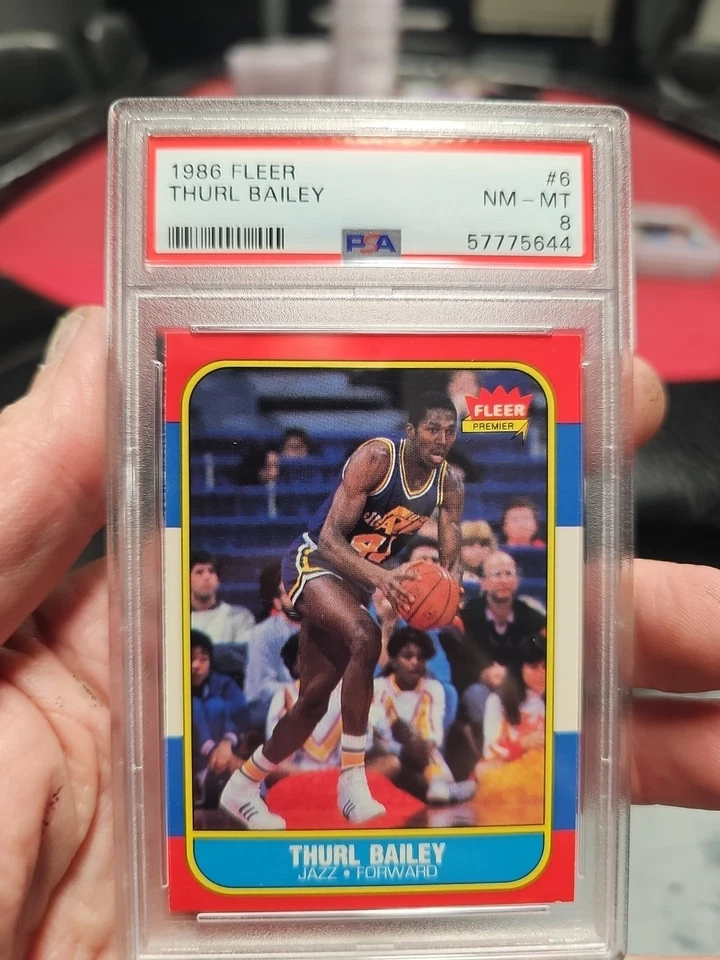 1986 FLEER #6
THURL BAILEY NM - MT
8
PSA 57775644
FLEER
PREMIER
THURL BAILEY
JAZZ • FORWARD